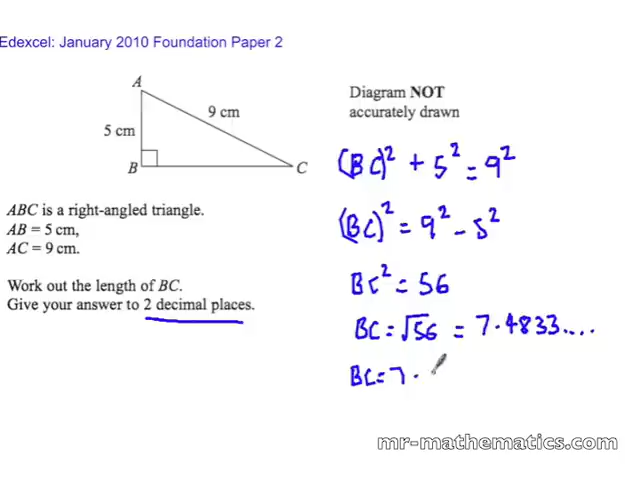 Edexcel: January 2010 Foundation Paper 2
A
9 cm
5 cm
B
C
Diagram NOT
accurately drawn
ABC is a right-angled triangle.
AB = 5 cm,
AC = 9 cm.
Work out the length of BC.
Give your answer to 2 decimal places.
(BC)² + 5² = 9²
(BC)² = 9² - 5²
BC² = 56
BC = √56 = 7.4833....
BC = 7.
mr-mathematics.com